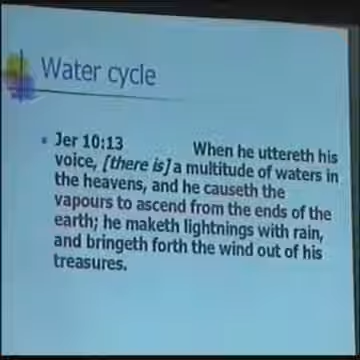 Water cycle
Jer 10:13 When he uttereth his
voice, [there is] a multitude of waters in
the heavens, and he causeth the
vapours to ascend from the ends of the
earth; he maketh lightnings with rain,
and bringeth forth the wind out of his
treasures.